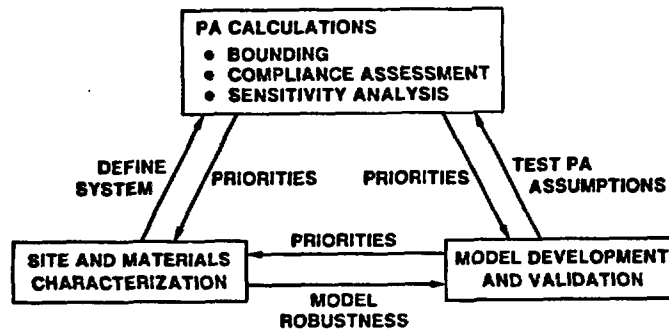 PA CALCULATIONS
● BOUNDING
● COMPLIANCE ASSESSMENT
● SENSITIVITY ANALYSIS
DEFINE
SYSTEM
PRIORITIES
PRIORITIES
TEST PA
ASSUMPTIONS
SITE AND MATERIALS
CHARACTERIZATION
PRIORITIES
MODEL
ROBUSTNESS
MODEL DEVELOPMENT
AND VALIDATION